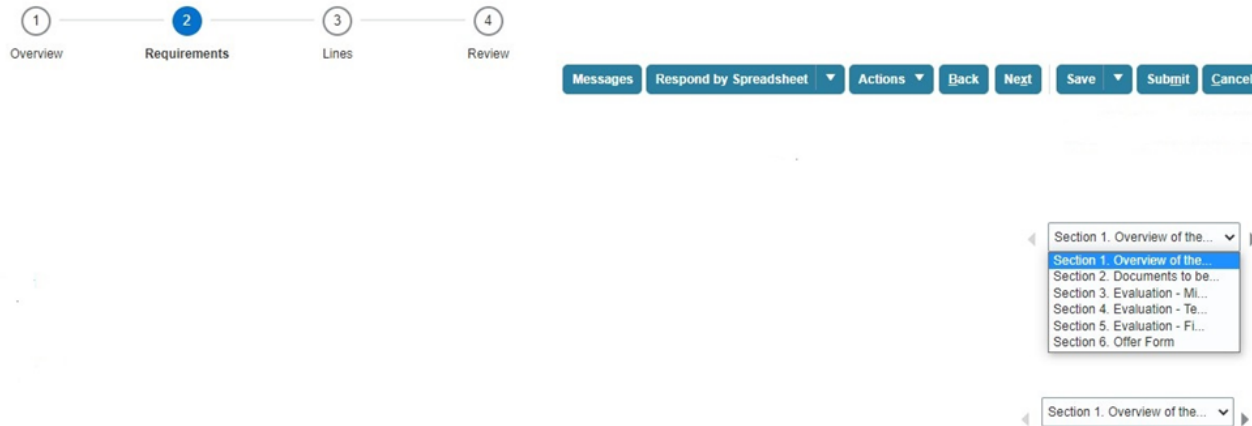 1 2 3 4
Overview Requirements Lines Review
Messages Respond by Spreadsheet Actions Back Next Save Submit Cancel
Section 1. Overview of the...
Section 1. Overview of the...
Section 2. Documents to be...
Section 3. Evaluation - Mi...
Section 4. Evaluation - Te...
Section 5. Evaluation - Fi...
Section 6. Offer Form
Section 1. Overview of the...